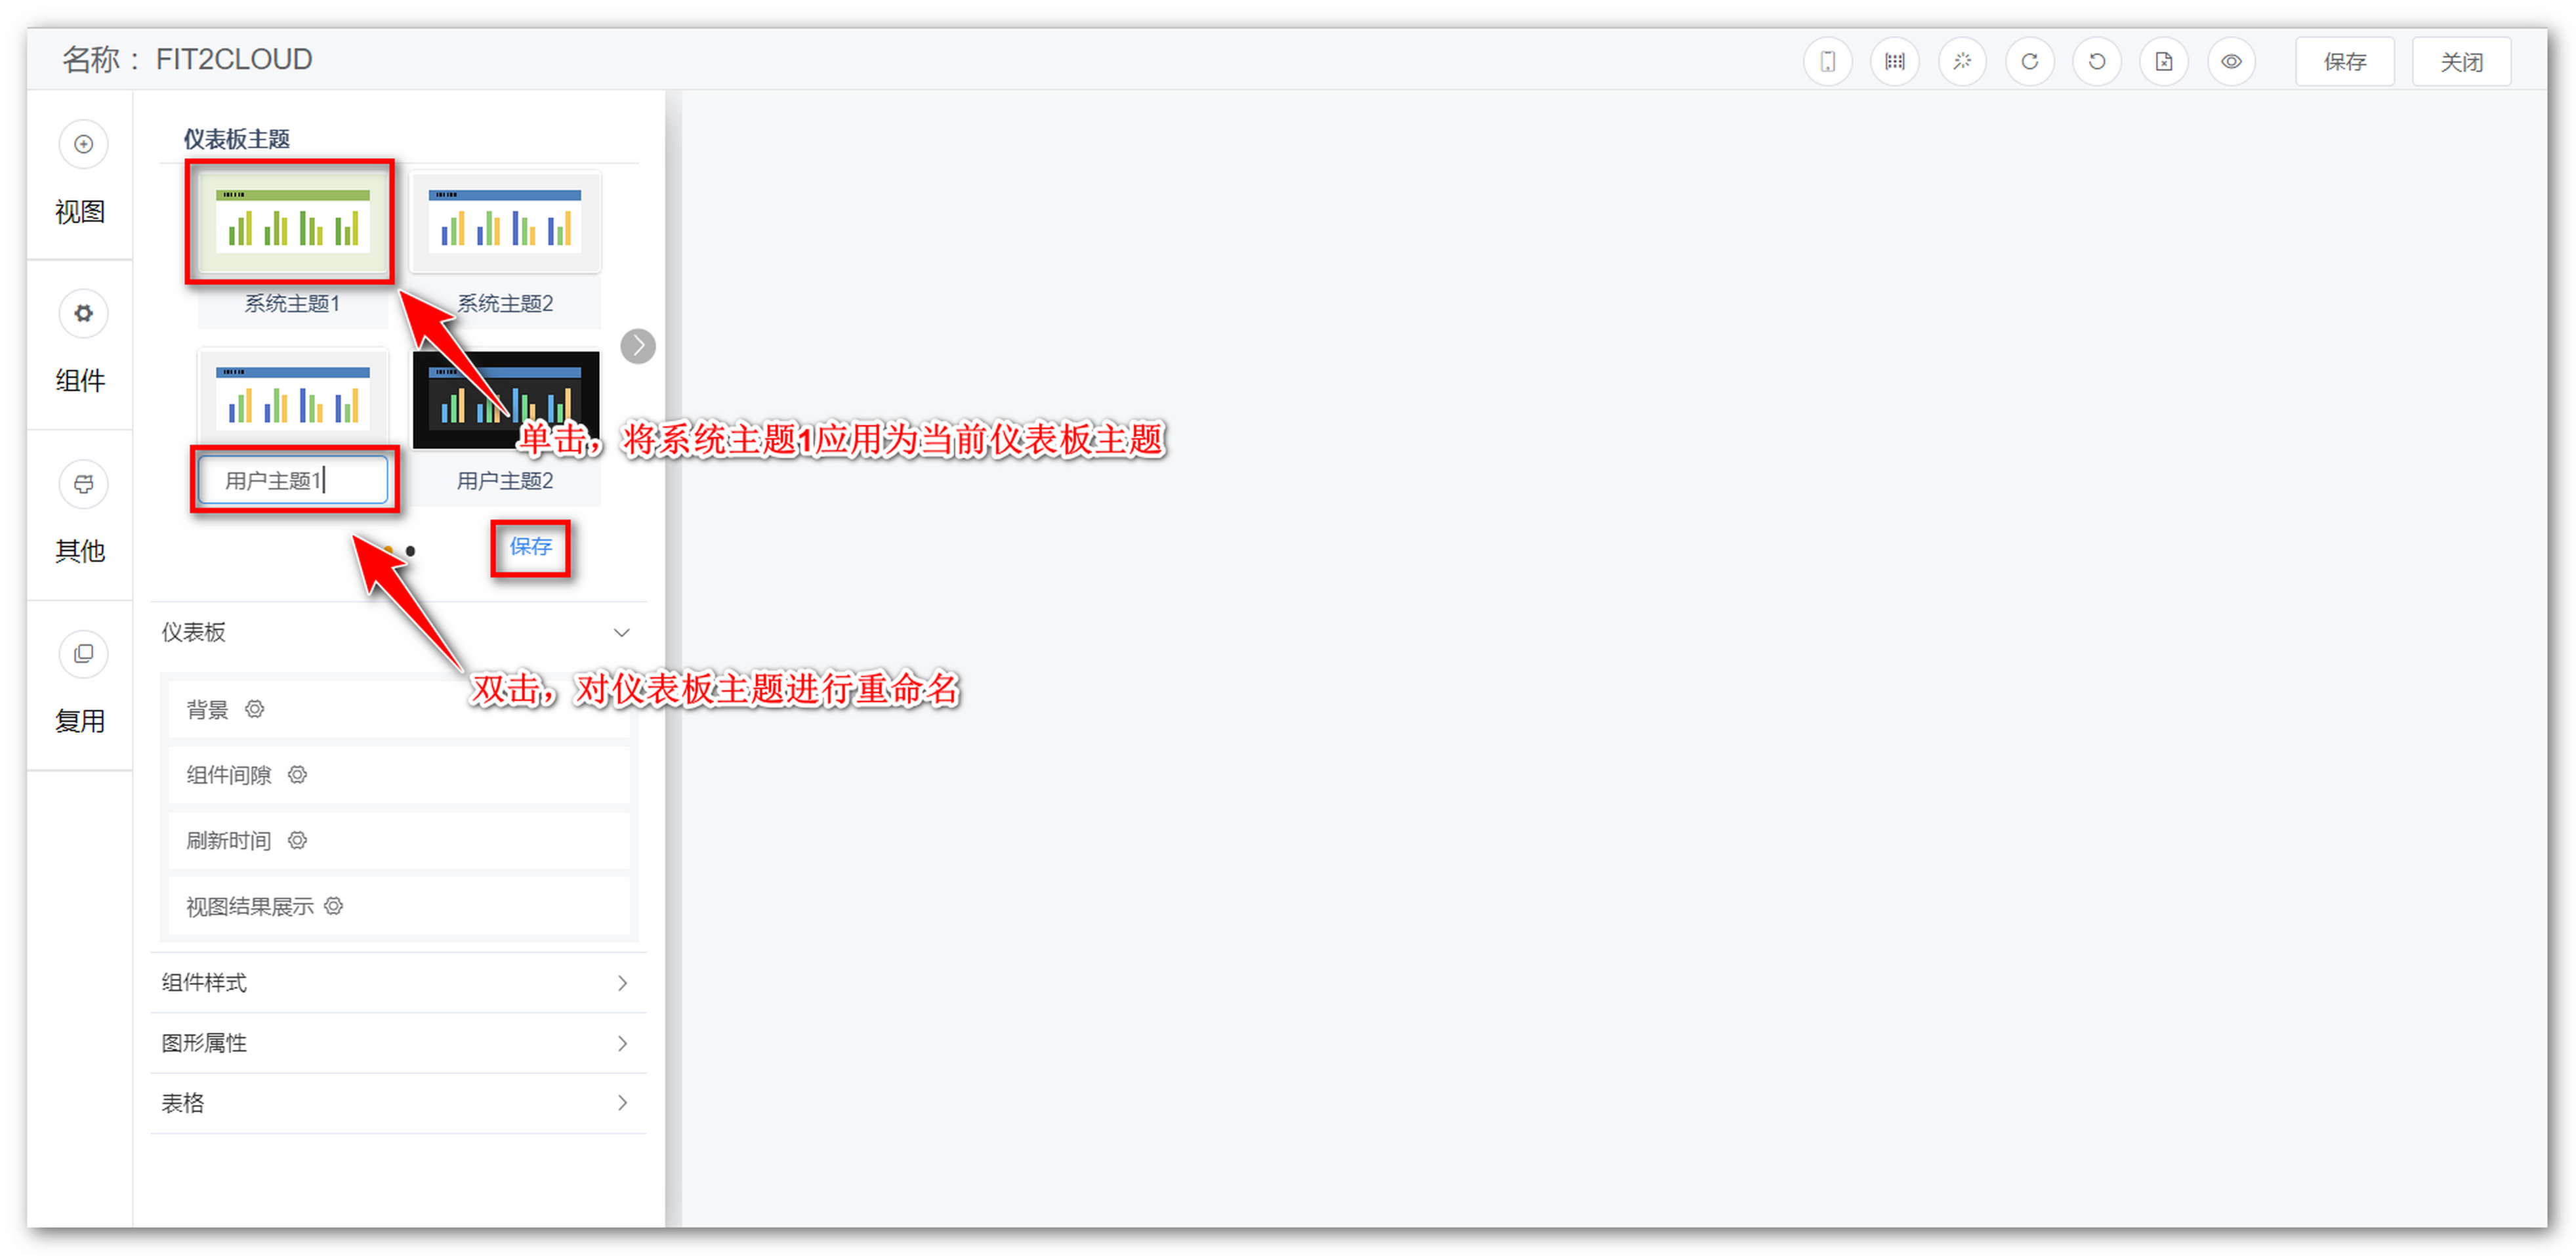 名称： FIT2CLOUD
保存
关闭
视图
组件
其他
复用
仪表板主题
系统主题1
系统主题2
单击，将系统主题1应用为当前仪表板主题
用户主题1
用户主题2
保存
仪表板
双击，对仪表板主题进行重命名
背景
组件间隙
刷新时间
视图结果展示
组件样式
图形属性
表格